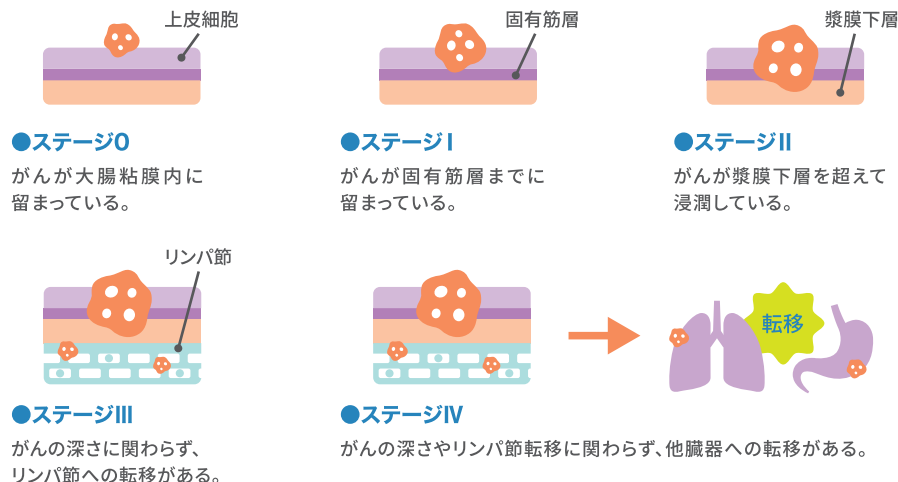 上皮細胞
●ステージ0
がんが大腸粘膜内に
留まっている。
固有筋層
●ステージI
がんが固有筋層までに
留まっている。
漿膜下層
●ステージII
がんが漿膜下層を超えて
浸潤している。
リンパ節
●ステージIII
がんの深さに関わらず、
リンパ節への転移がある。
転移
●ステージIV
がんの深さやリンパ節転移に関わらず、他臓器への転移がある。